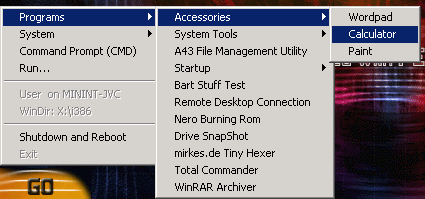 Programs
System
Command Prompt (CMD)
Run...
User on MININT-JVC
WinDir: X:\i386
Shutdown and Reboot
Exit
Accessories
System Tools
A43 File Management Utility
Startup
Bart Stuff Test
Remote Desktop Connection
Nero Burning Rom
Drive SnapShot
mirkes.de Tiny Hexer
Total Commander
WinRAR Archiver
Wordpad
Calculator
Paint
GO